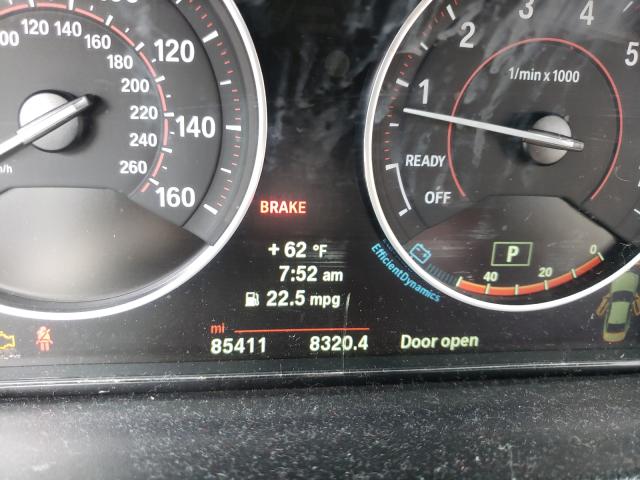 100 120 140 160
120
180
200
220
240
260
140
160
km/h
1 2 3 4 5
1/min x 1000
READY
OFF
BRAKE
+ 62 °F
7:52 am
22.5 mpg
EfficientDynamics
P
40 20 0
mi
85411 8320.4 Door open